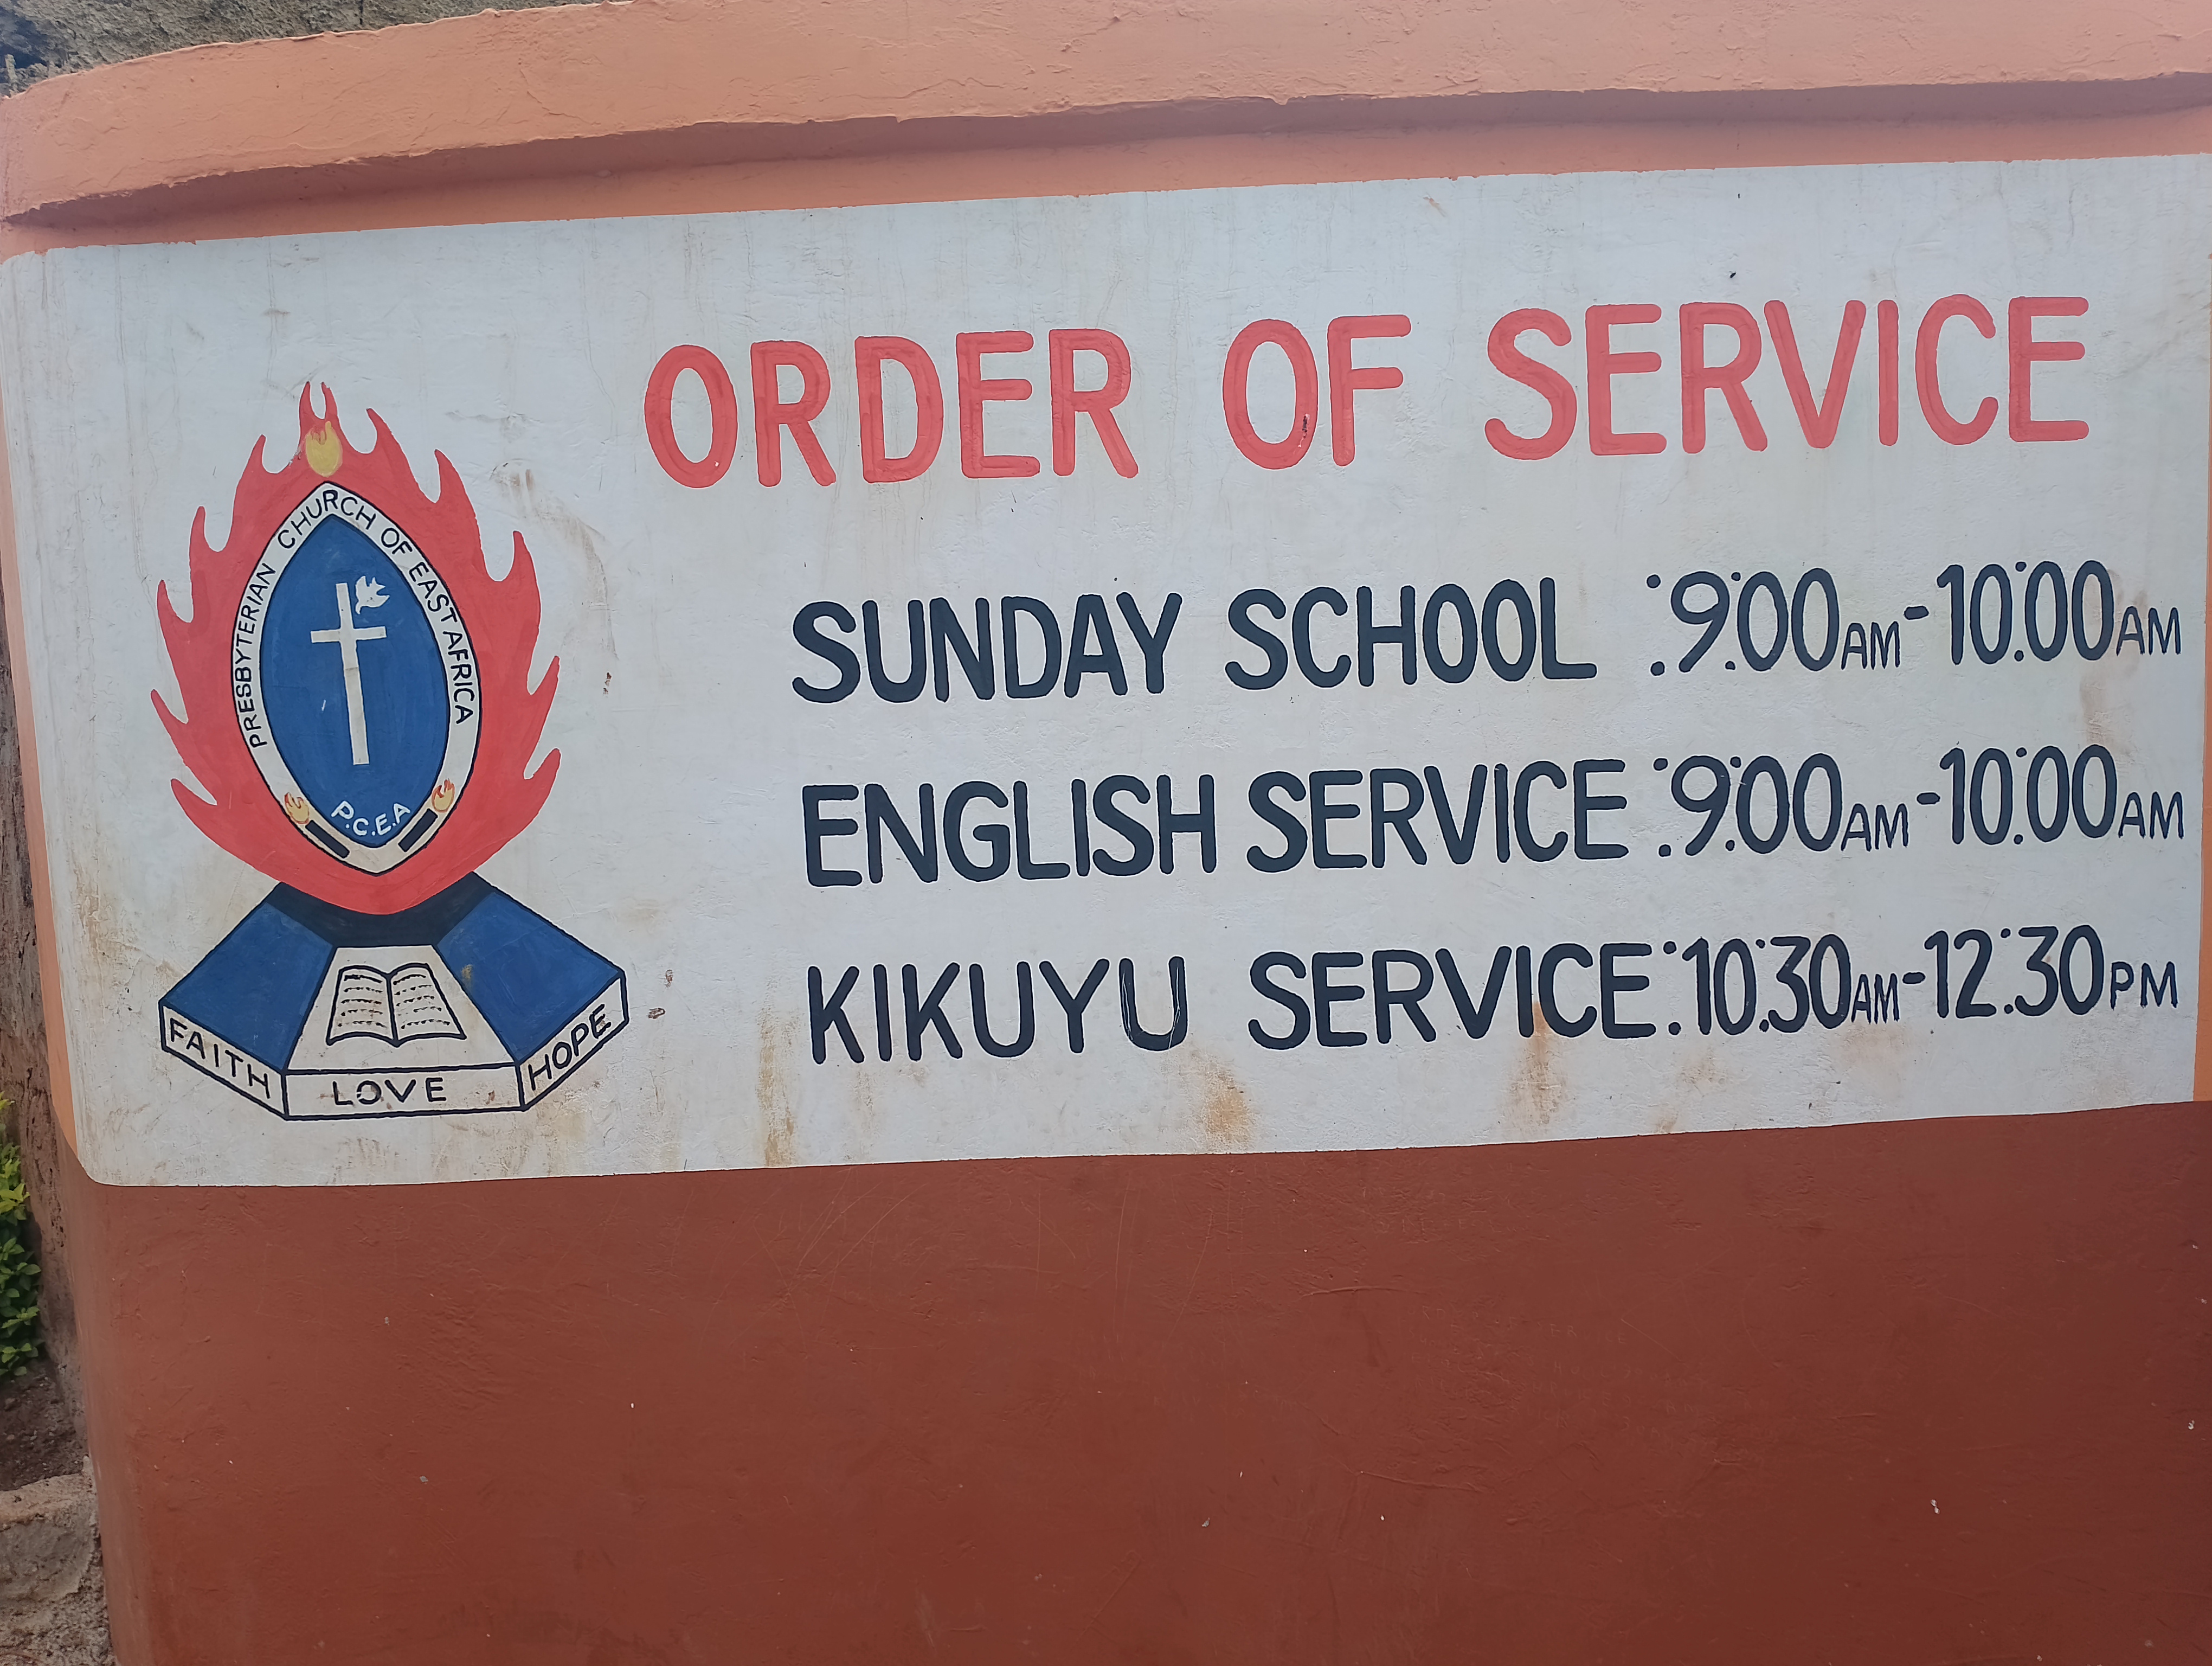 ORDER OF SERVICE
PRESBYTERIAN CHURCH OF EAST AFRICA
P.C.E.A
FAITH LOVE HOPE
SUNDAY SCHOOL :9:00AM-10:00AM
ENGLISH SERVICE :9:00AM-10:00AM
KIKUYU SERVICE:10:30AM-12:30PM